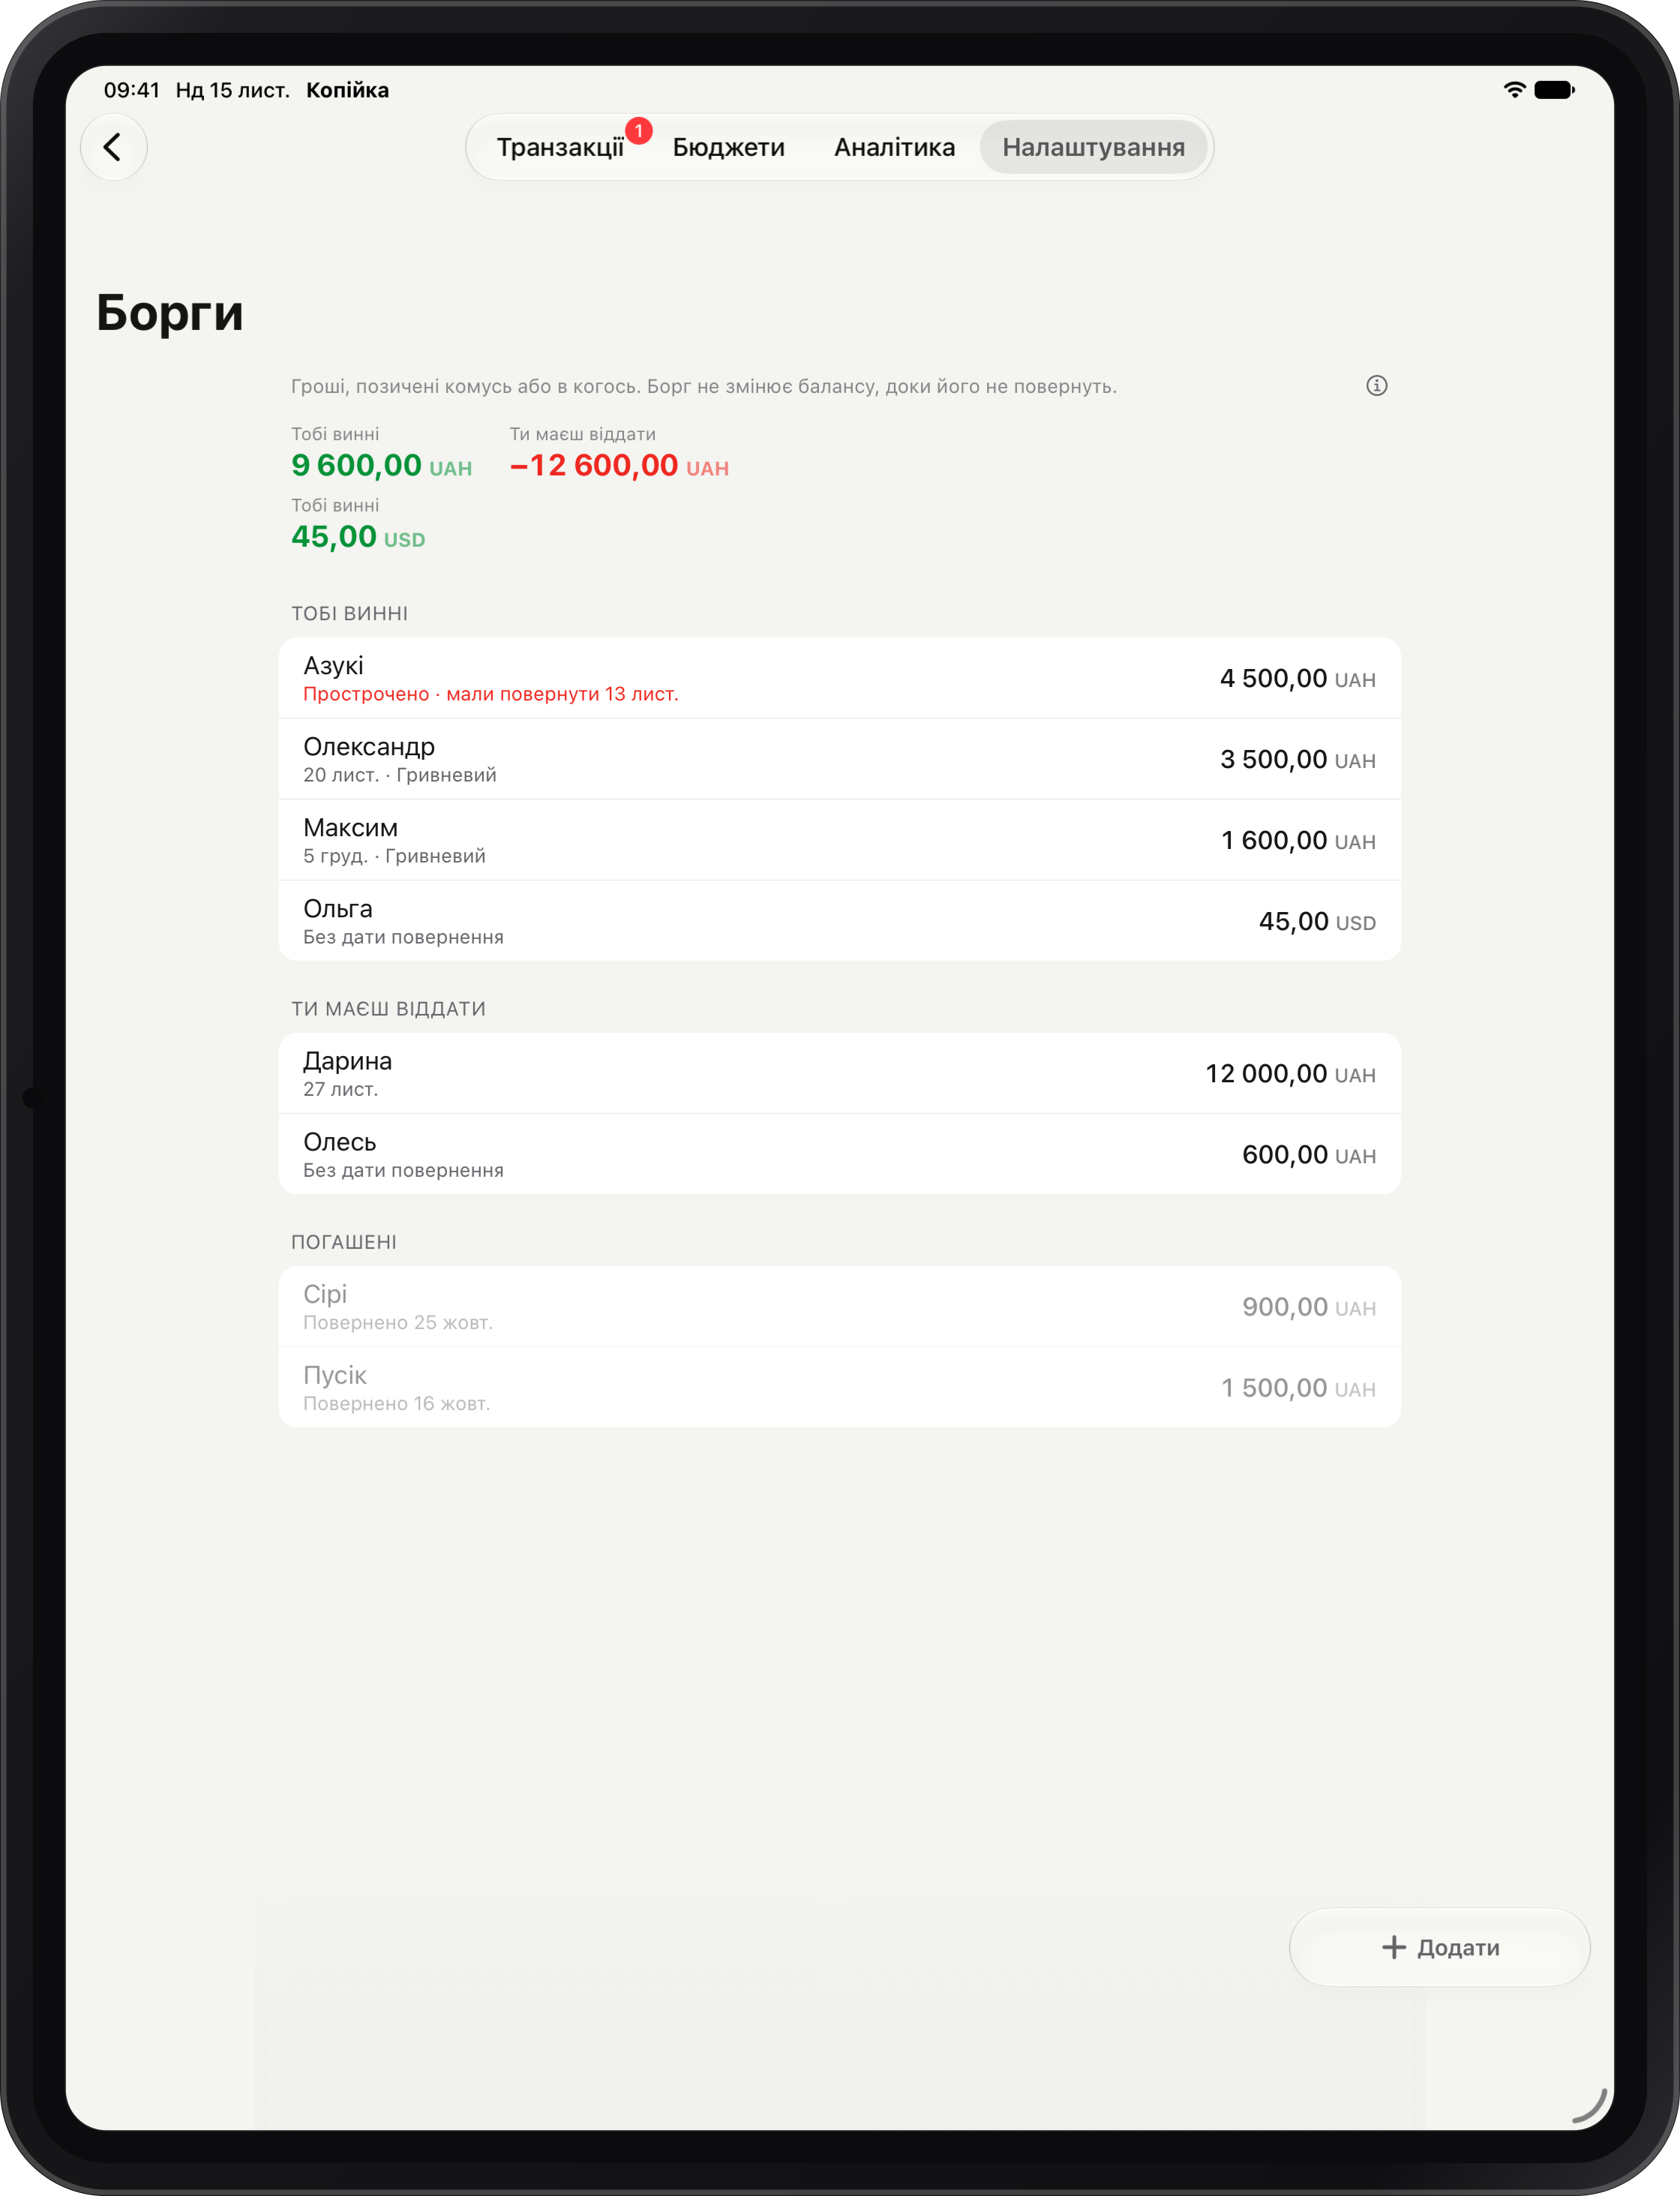 09:41 Нд 15 лист. Копійка
Транзакції 1 Бюджети Аналітика Налаштування
Борги
Гроші, позичені комусь або в когось. Борг не змінює балансу, доки його не повернуть.
Тобі винні Ти маєш віддати
9 600,00 UAH −12 600,00 UAH
Тобі винні
45,00 USD
ТОБІ ВИННІ
Азукі 4 500,00 UAH
Прострочено · мали повернути 13 лист.
Олександр 3 500,00 UAH
20 лист. · Гривневий
Максим 1 600,00 UAH
5 груд. · Гривневий
Ольга 45,00 USD
Без дати повернення
ТИ МАЄШ ВІДДАТИ
Дарина 12 000,00 UAH
27 лист.
Олесь 600,00 UAH
Без дати повернення
ПОГАШЕНІ
Сірі 900,00 UAH
Повернено 25 жовт.
Пусік 1 500,00 UAH
Повернено 16 жовт.
+ Додати